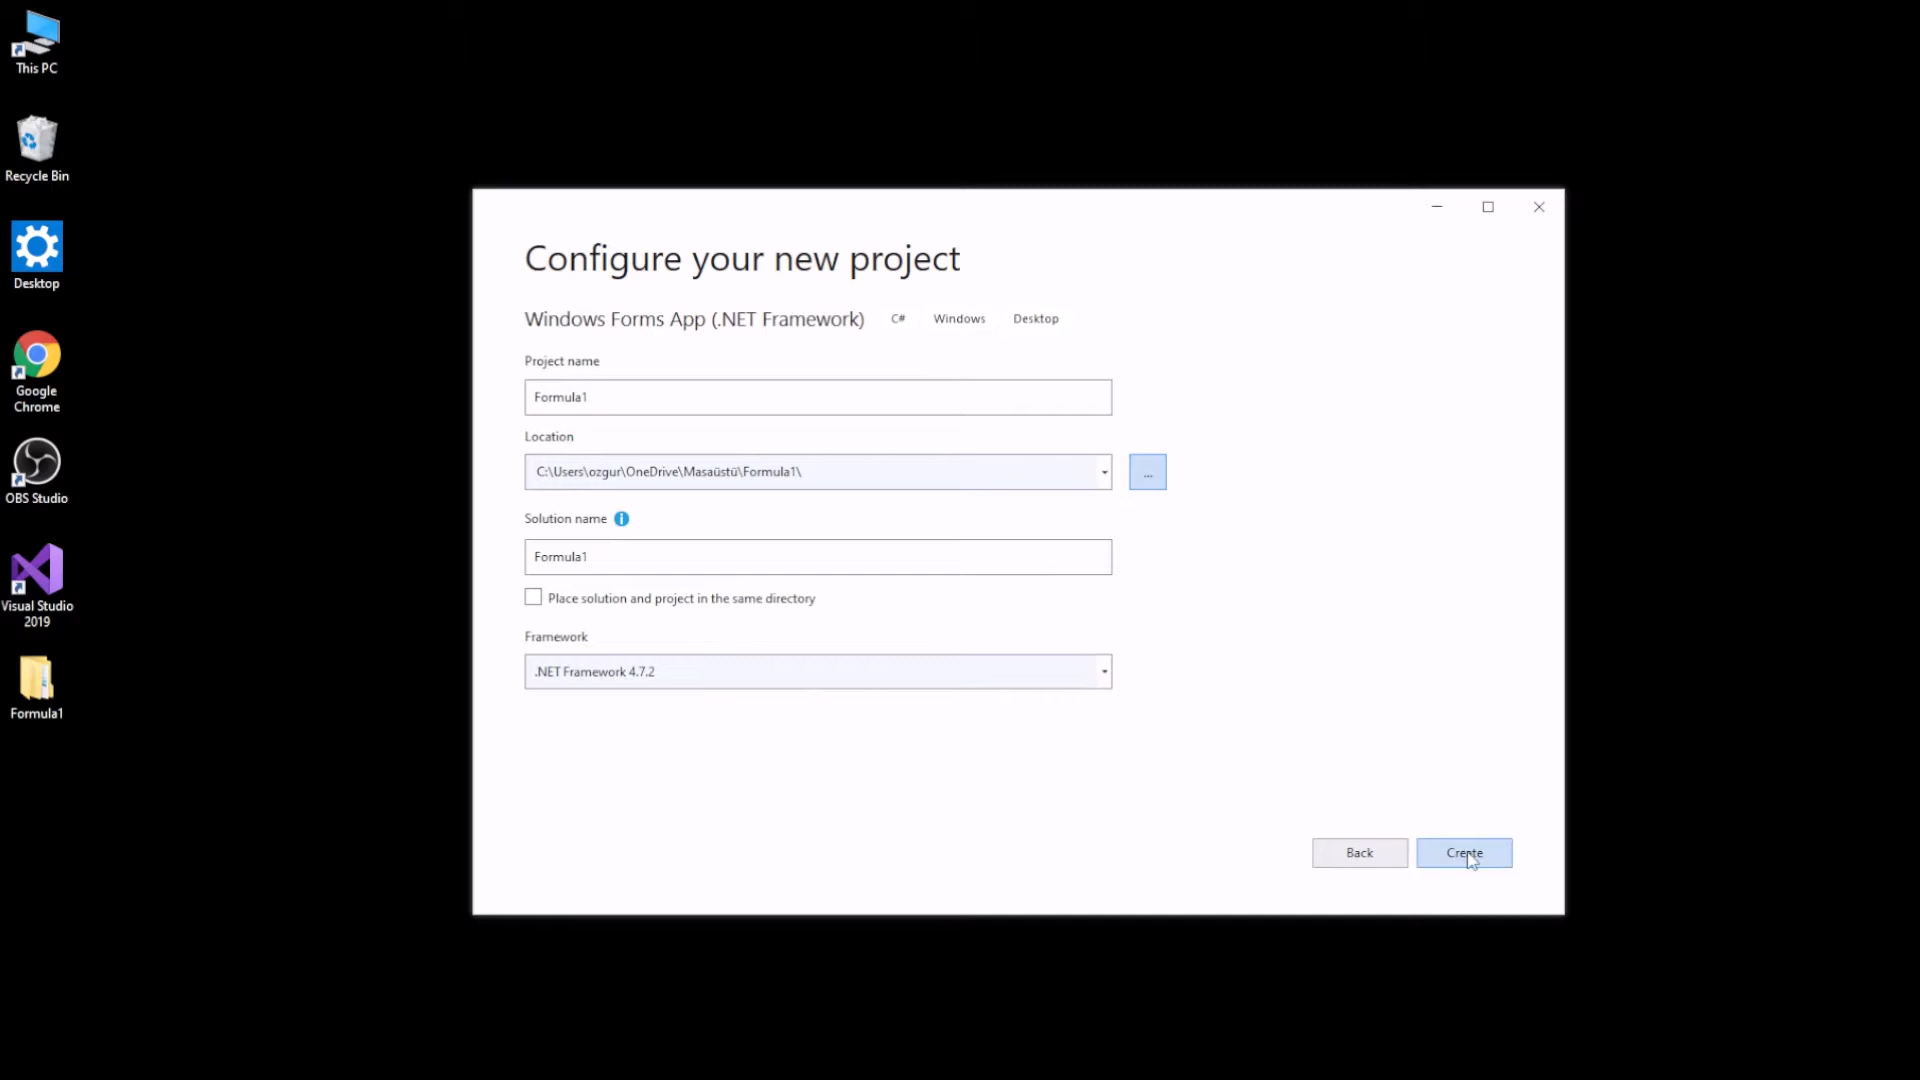 This PC
Recycle Bin
Desktop
Google
Chrome
OBS Studio
Visual Studio
2019
Formula1
Configure your new project
Windows Forms App (.NET Framework) C# Windows Desktop
Project name
Formula1
Location
C:\Users\ozgur\OneDrive\Masaüstü\Formula1\
...
Solution name
Formula1
Place solution and project in the same directory
Framework
.NET Framework 4.7.2
Back
Create